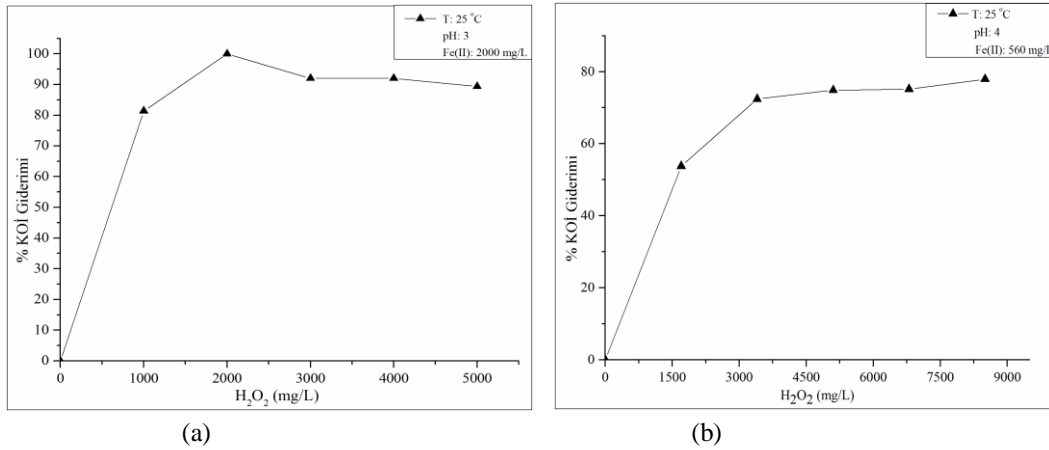 T: 25 °C
pH: 3
Fe(II): 2000 mg/L
100
90
80
70
60
50
40
30
20
10
0
% KOİ Giderimi
0 1000 2000 3000 4000 5000
H₂O₂ (mg/L)
(a)
T: 25 °C
pH: 4
Fe(II): 560 mg/L
80
60
40
20
0
% KOİ Giderimi
0 1500 3000 4500 6000 7500 9000
H₂O₂ (mg/L)
(b)